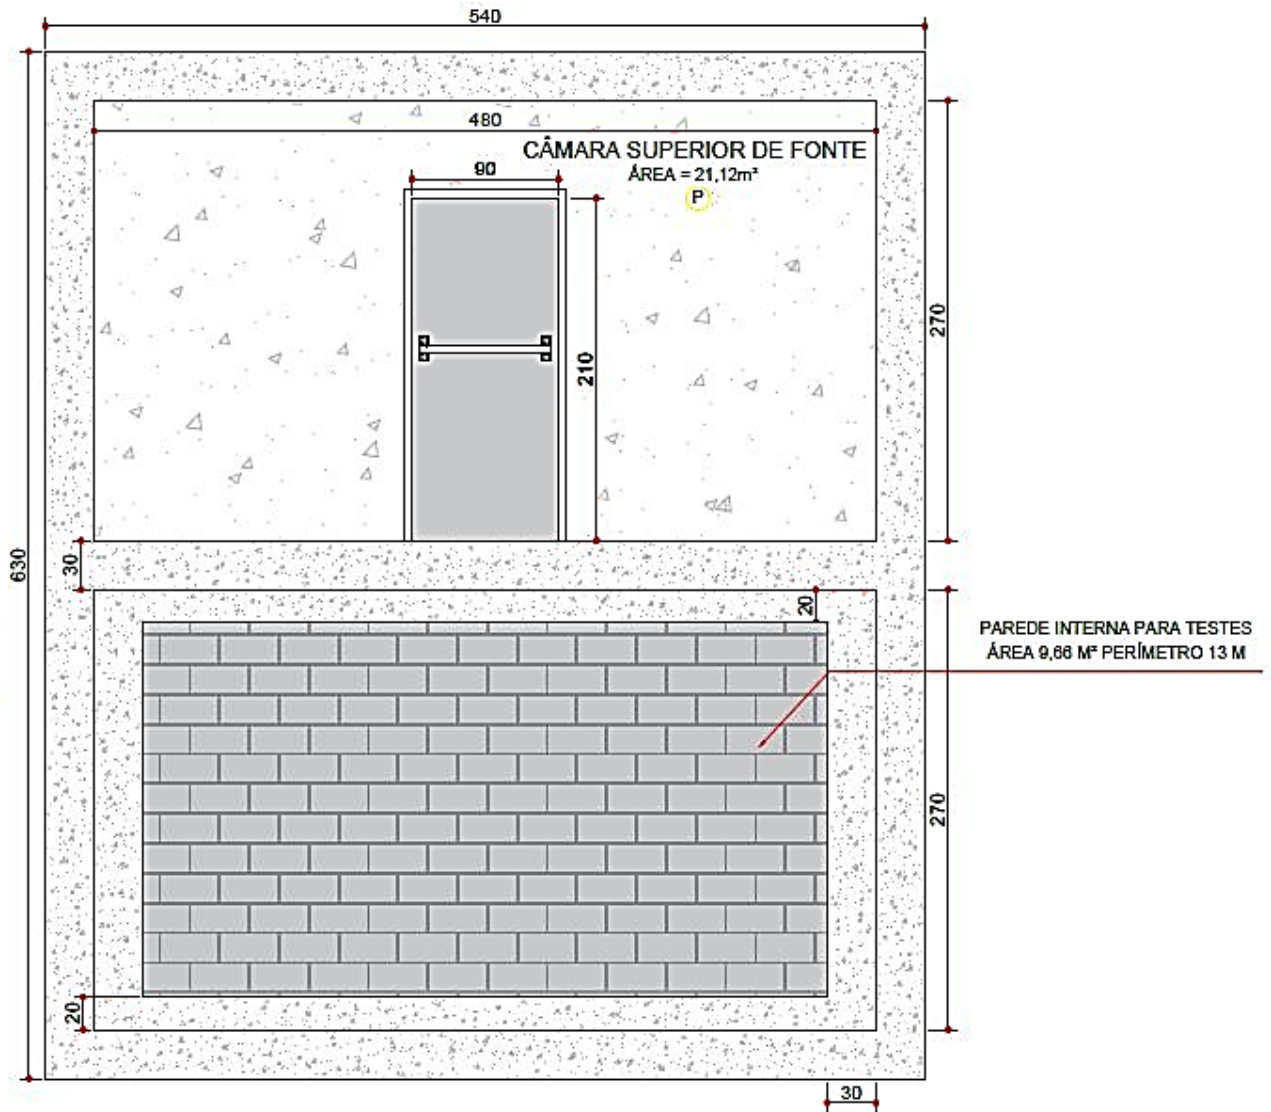 540
480
CÂMARA SUPERIOR DE FONTE
ÁREA = 21,12m²
P
90
210
270
630
30
20
PAREDE INTERNA PARA TESTES
ÁREA 9,66 M² PERÍMETRO 13 M
270
20
30